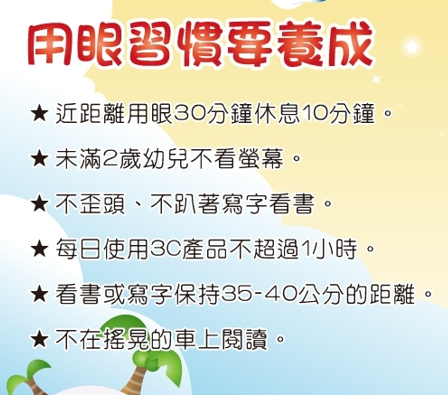 用眼習慣要養成
★ 近距離用眼30分鐘休息10分鐘。
★ 未滿2歲幼兒不看螢幕。
★ 不歪頭、不趴著寫字看書。
★ 每日使用3C產品不超過1小時。
★ 看書或寫字保持35-40公分的距離。
★ 不在搖晃的車上閱讀。